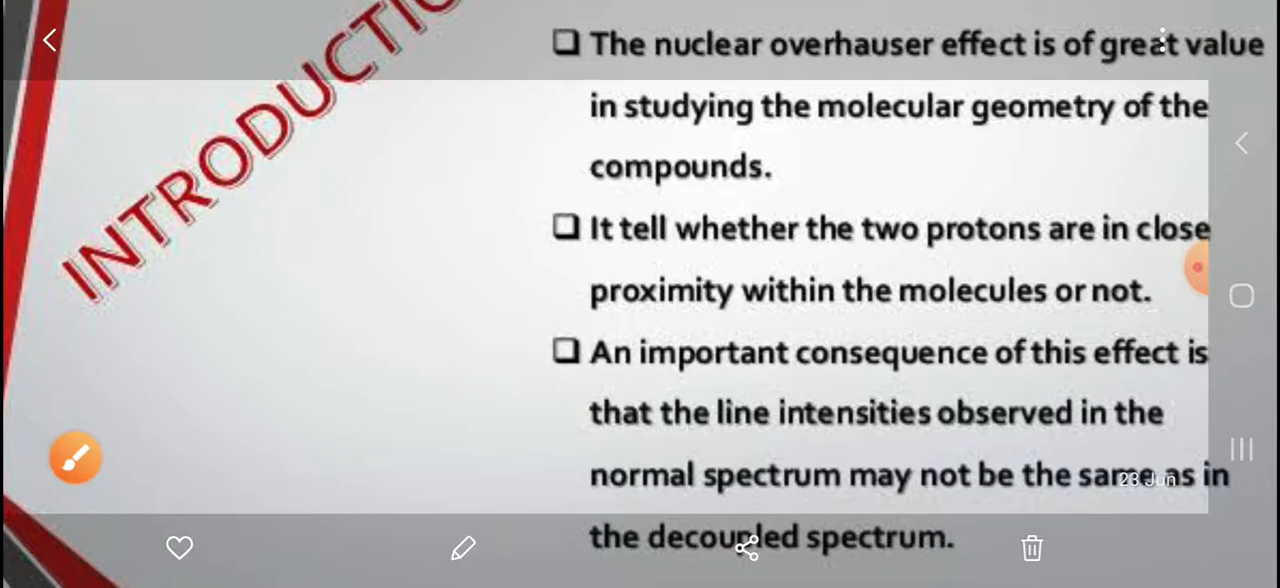 INTRODUCTI
❑ The nuclear overhauser effect is of great value
in studying the molecular geometry of the
compounds.
❑ It tell whether the two protons are in close
proximity within the molecules or not.
❑ An important consequence of this effect is
that the line intensities observed in the
normal spectrum may not be the same as in
23 Jun
the decoupled spectrum.